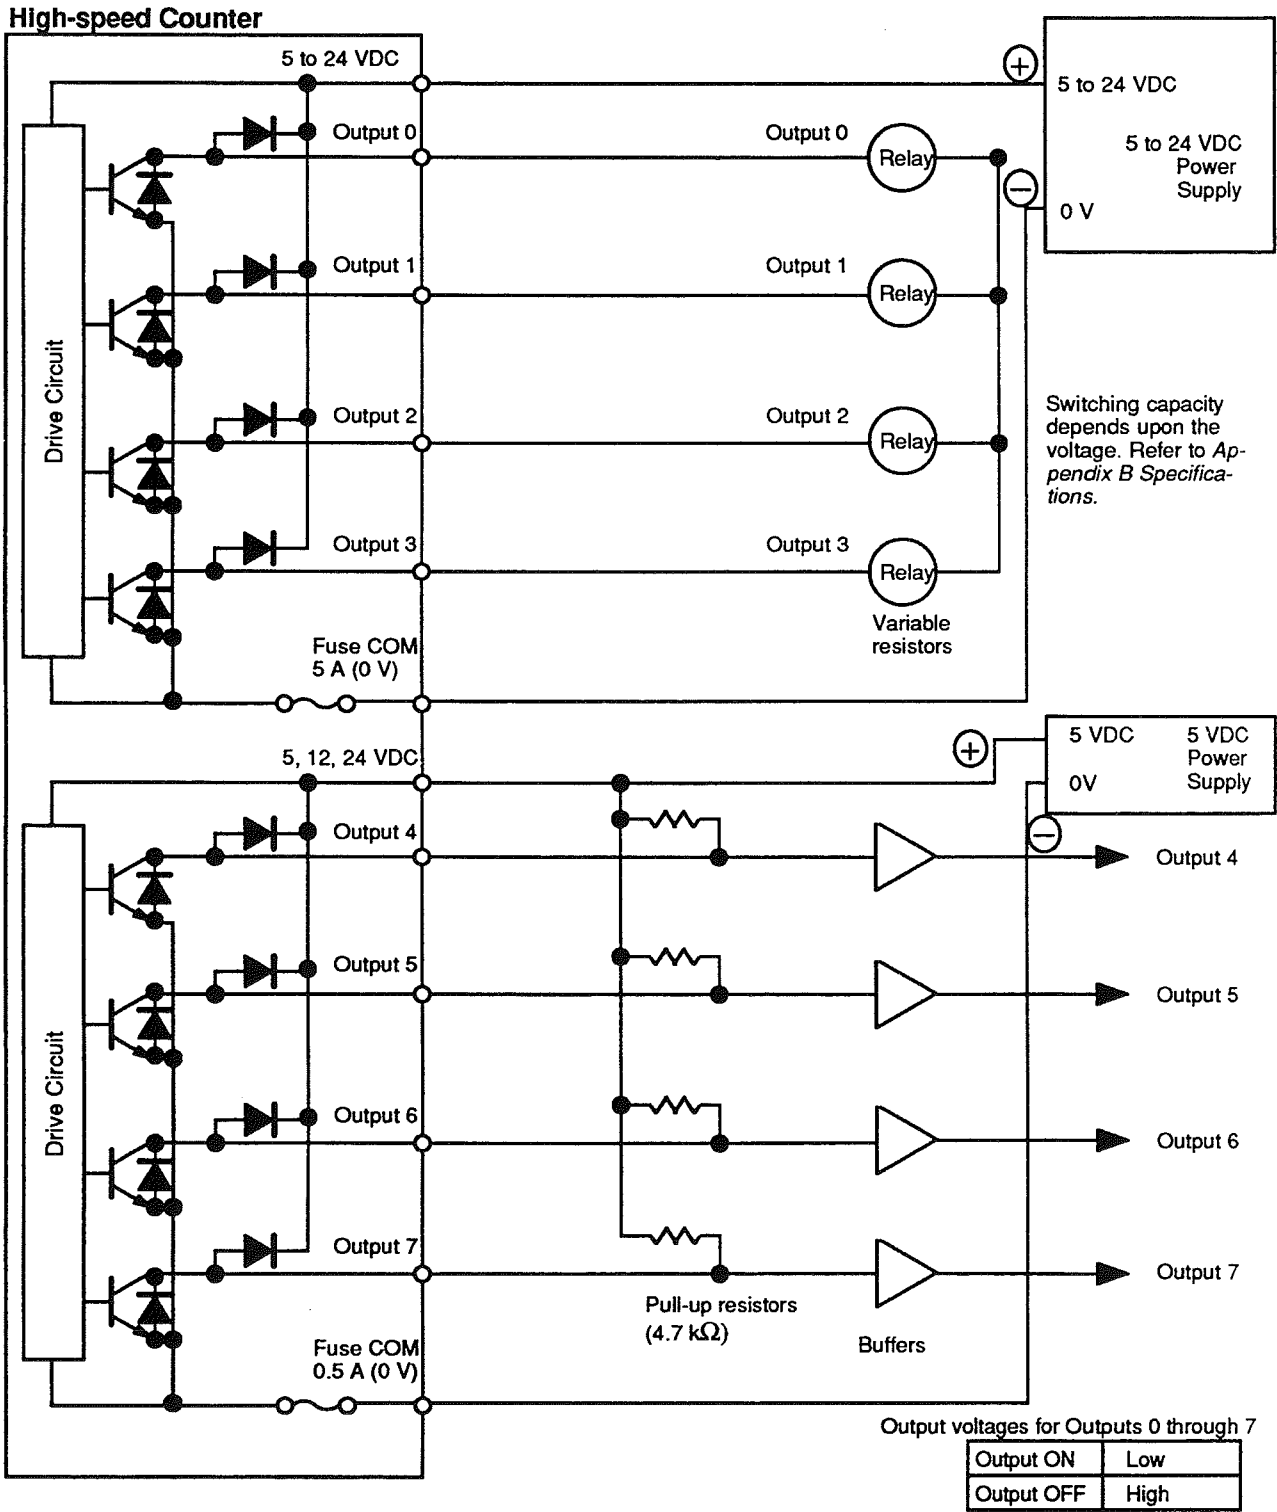 High-speed Counter
5 to 24 VDC
+
5 to 24 VDC
5 to 24 VDC
Power
Supply
−
0 V
Output 0
Output 0
Relay
Output 1
Output 1
Relay
Drive Circuit
Output 2
Output 2
Relay
Switching capacity
depends upon the
voltage. Refer to Ap-
pendix B Specifica-
tions.
Output 3
Output 3
Relay
Variable
resistors
Fuse COM
5 A (0 V)
5, 12, 24 VDC
+
5 VDC
5 VDC
Power
Supply
0V
−
Output 4
Output 4
Output 5
Output 5
Drive Circuit
Output 6
Output 6
Output 7
Output 7
Pull-up resistors
(4.7 kΩ)
Buffers
Fuse COM
0.5 A (0 V)
Output voltages for Outputs 0 through 7
Output ON Low
Output OFF High